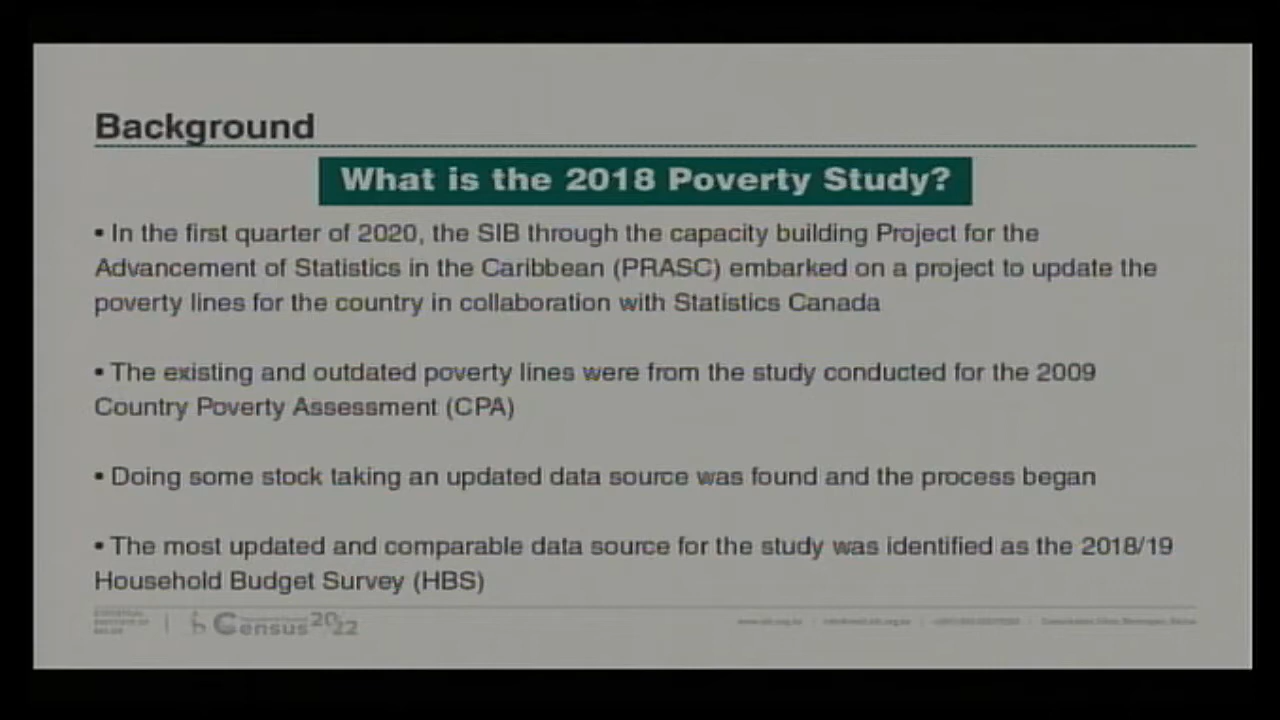 Background
What is the 2018 Poverty Study?
• In the first quarter of 2020, the SIB through the capacity building Project for the
Advancement of Statistics in the Caribbean (PRASC) embarked on a project to update the
poverty lines for the country in collaboration with Statistics Canada
• The existing and outdated poverty lines were from the study conducted for the 2009
Country Poverty Assessment (CPA)
• Doing some stock taking an updated data source was found and the process began
• The most updated and comparable data source for the study was identified as the 2018/19
Household Budget Survey (HBS)
Census 2022